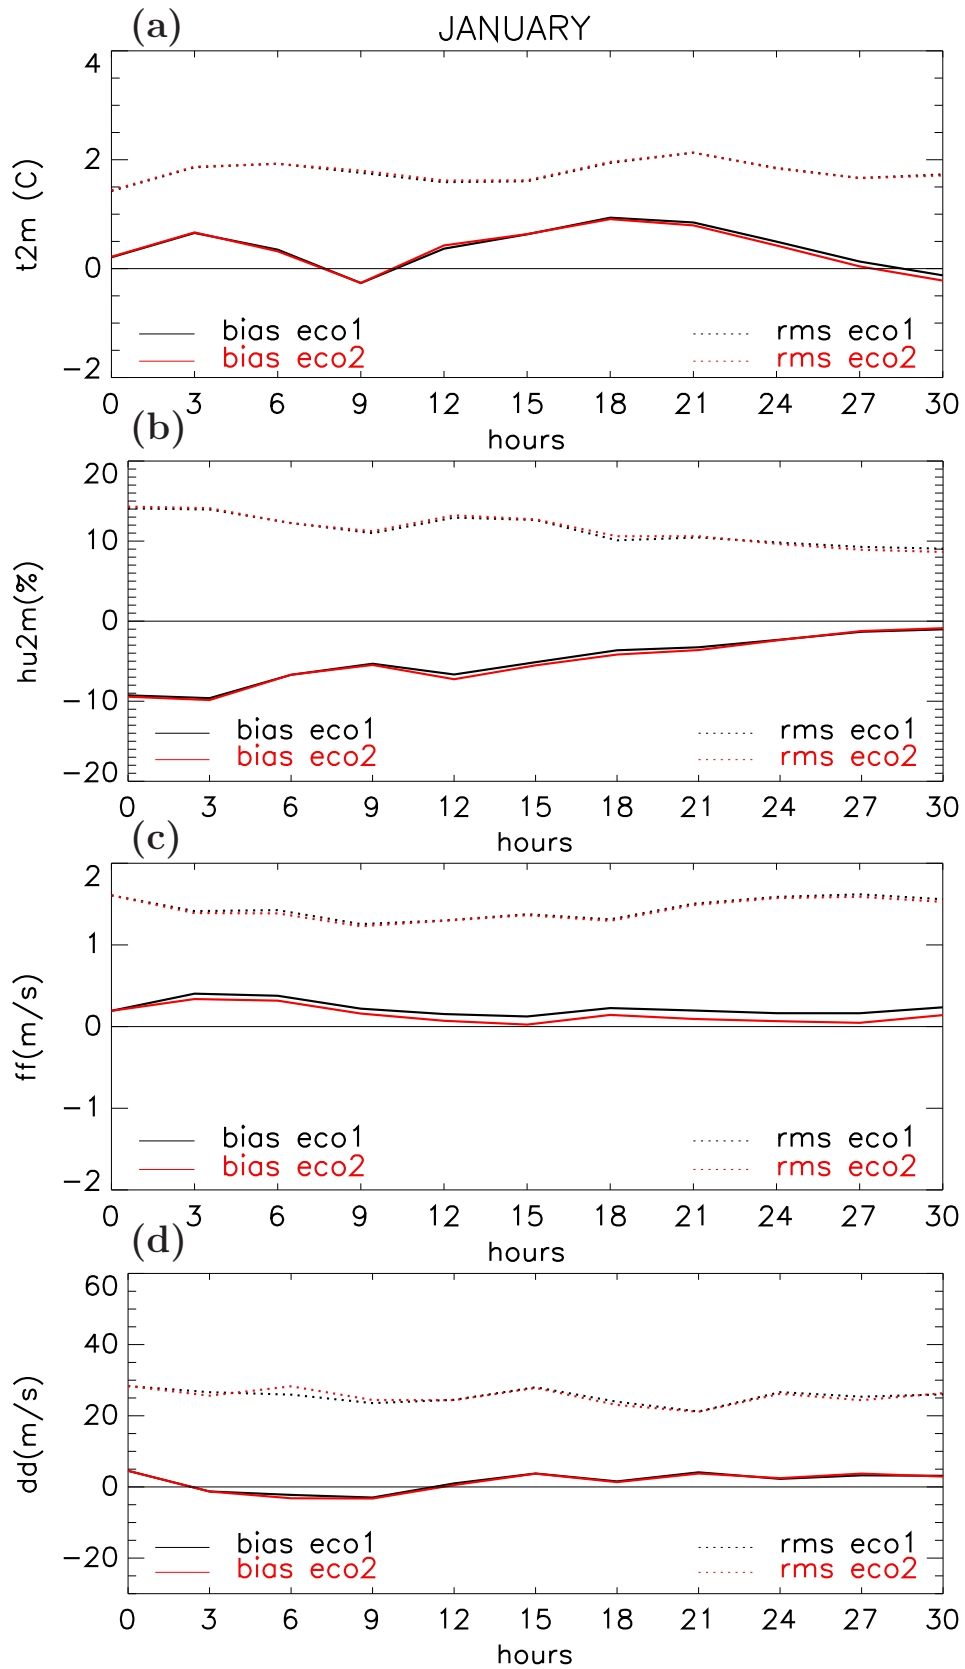 (a) JANUARY
4
2
0
−2
t2m (C)
bias eco1 rms eco1
bias eco2 rms eco2
0 3 6 9 12 15 18 21 24 27 30
hours
(b)
20
10
0
−10
−20
hu2m(%)
bias eco1 rms eco1
bias eco2 rms eco2
0 3 6 9 12 15 18 21 24 27 30
hours
(c)
2
1
0
−1
−2
ff(m/s)
bias eco1 rms eco1
bias eco2 rms eco2
0 3 6 9 12 15 18 21 24 27 30
hours
(d)
60
40
20
0
−20
dd(m/s)
bias eco1 rms eco1
bias eco2 rms eco2
0 3 6 9 12 15 18 21 24 27 30
hours